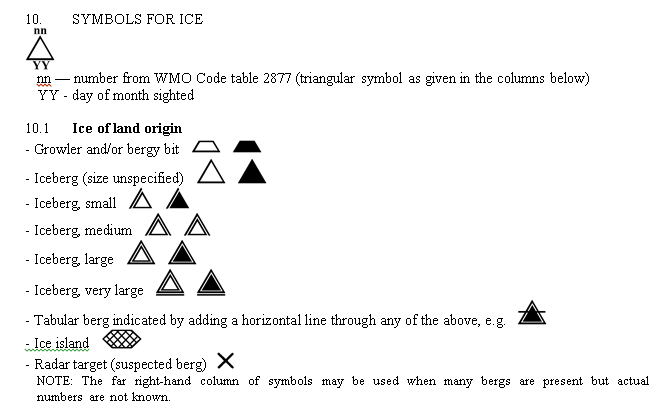 10. SYMBOLS FOR ICE
nn
YY
nn — number from WMO Code table 2877 (triangular symbol as given in the columns below)
YY - day of month sighted
10.1 Ice of land origin
- Growler and/or bergy bit
- Iceberg (size unspecified)
- Iceberg, small
- Iceberg, medium
- Iceberg, large
- Iceberg, very large
- Tabular berg indicated by adding a horizontal line through any of the above, e.g.
- Ice island
- Radar target (suspected berg)
NOTE: The far right-hand column of symbols may be used when many bergs are present but actual
numbers are not known.